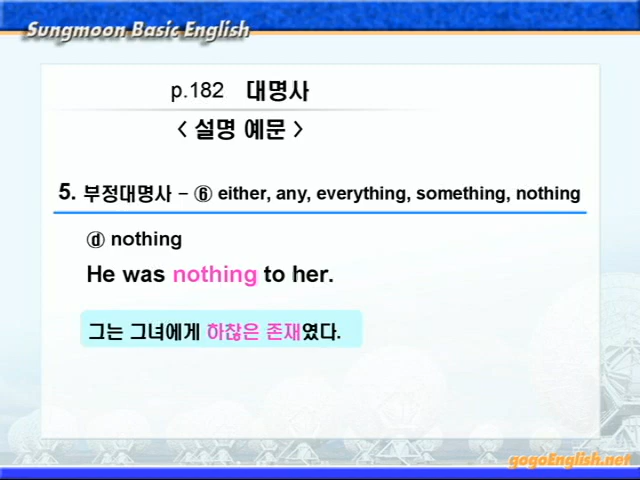 Sungmoon Basic English
p.182 대명사
< 설명 예문 >
5. 부정대명사 – ⑥ either, any, everything, something, nothing
ⓓ nothing
He was nothing to her.
그는 그녀에게 하찮은 존재였다.
gogoEnglish.net